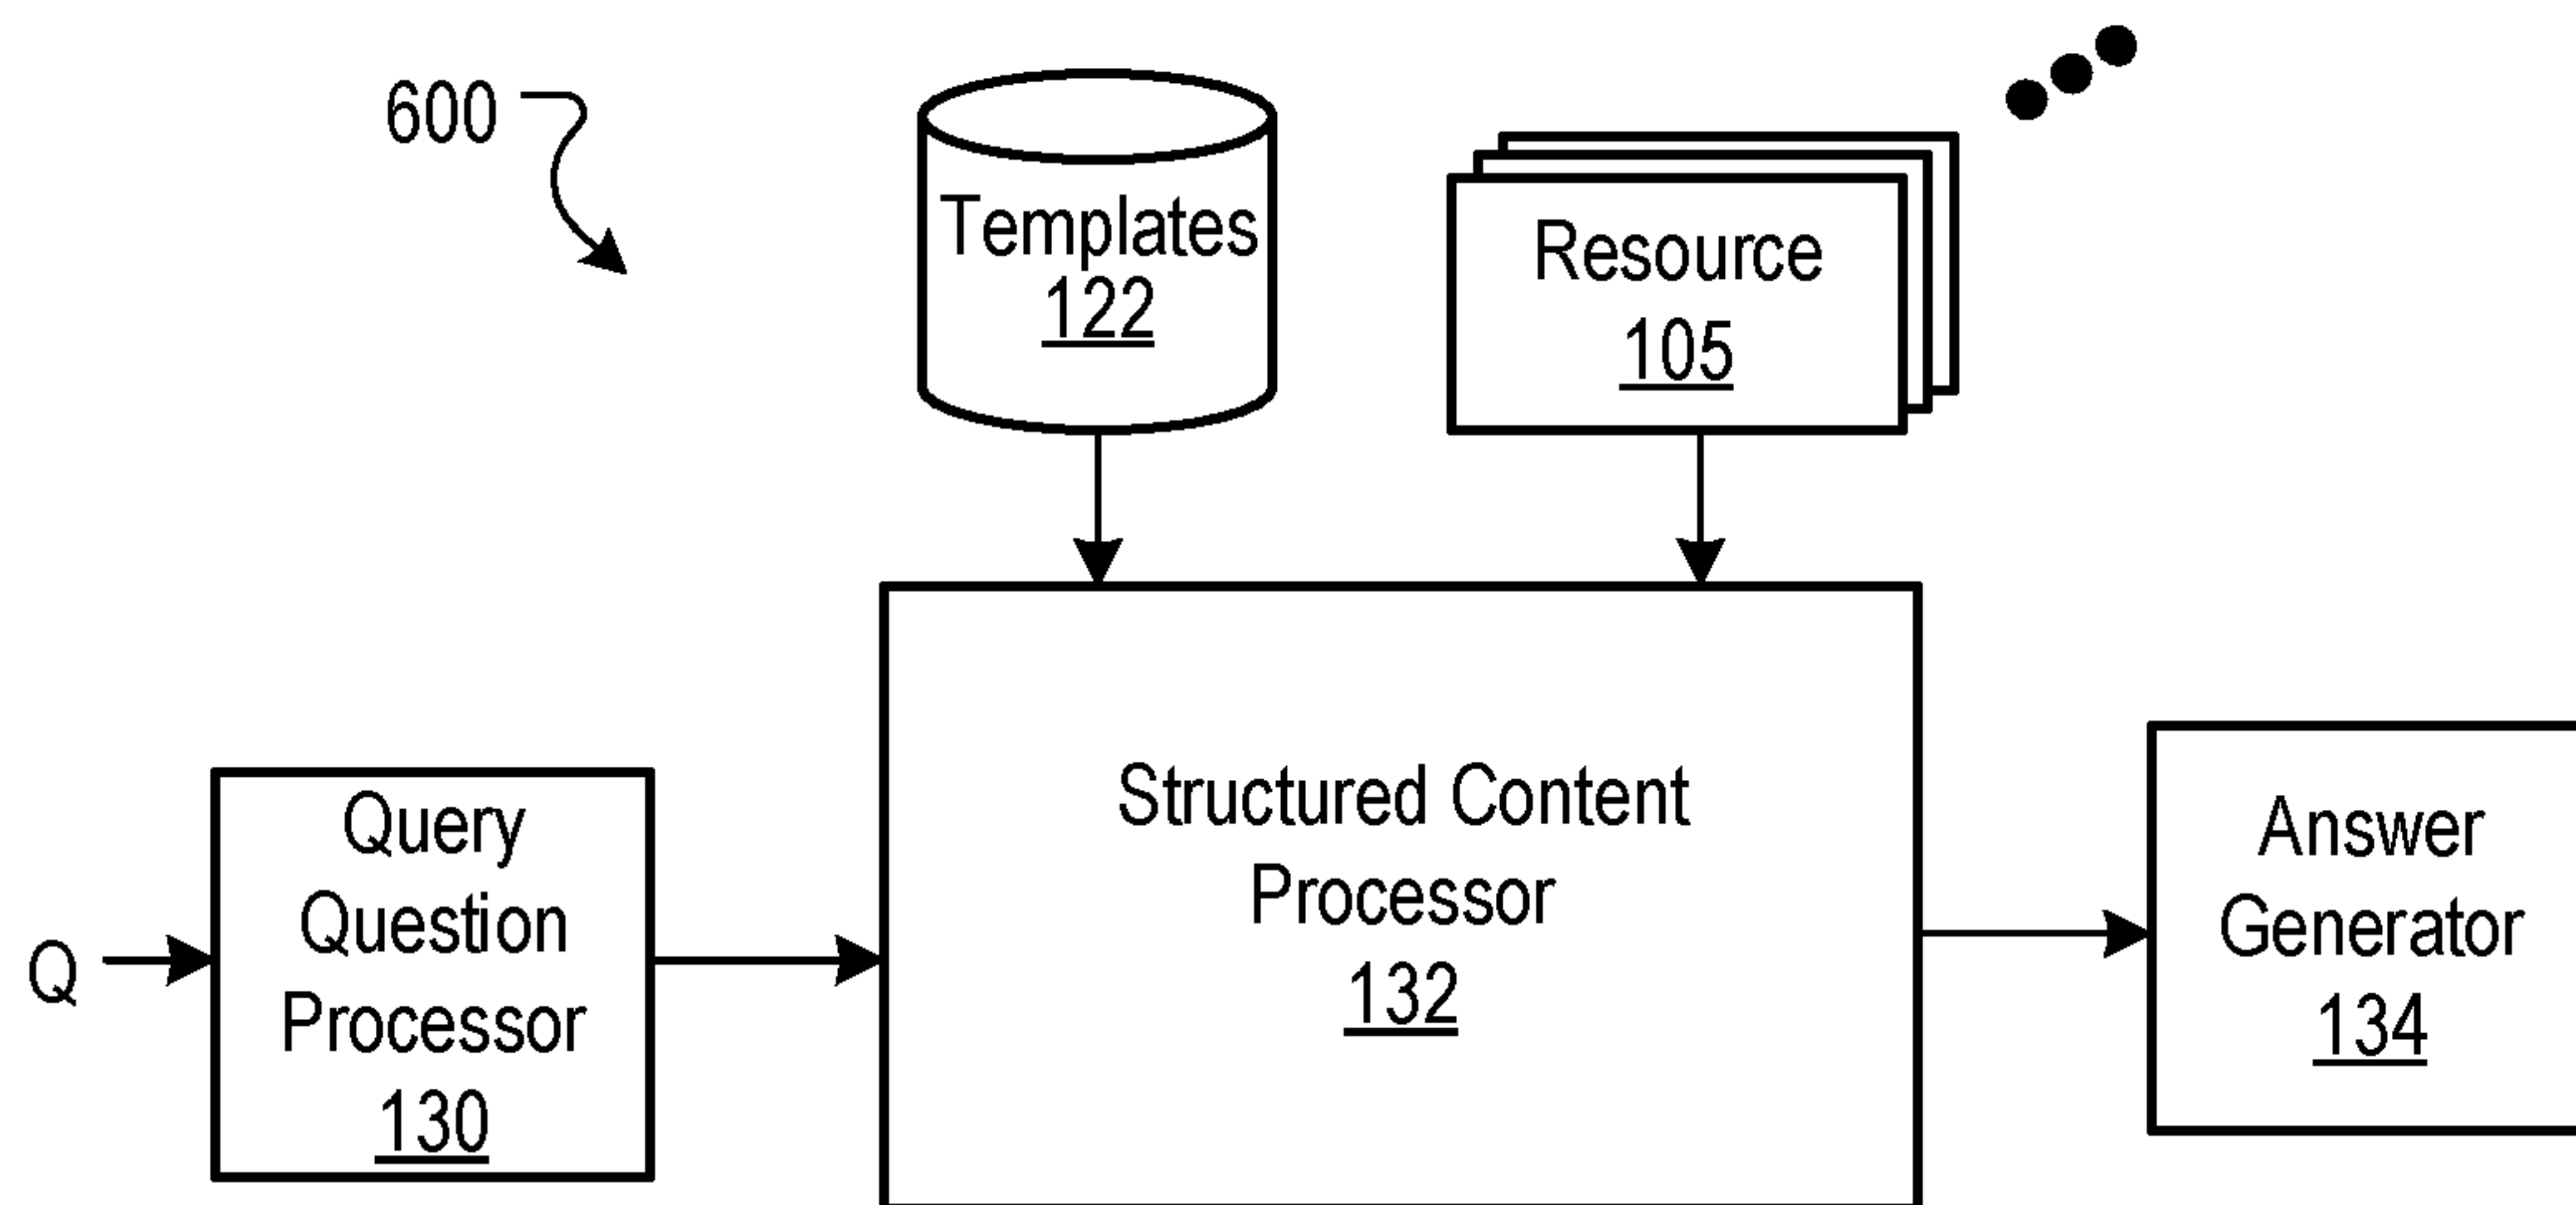 600
Templates
122
Resource
105
Q
Query
Question
Processor
130
Structured Content
Processor
132
Answer
Generator
134